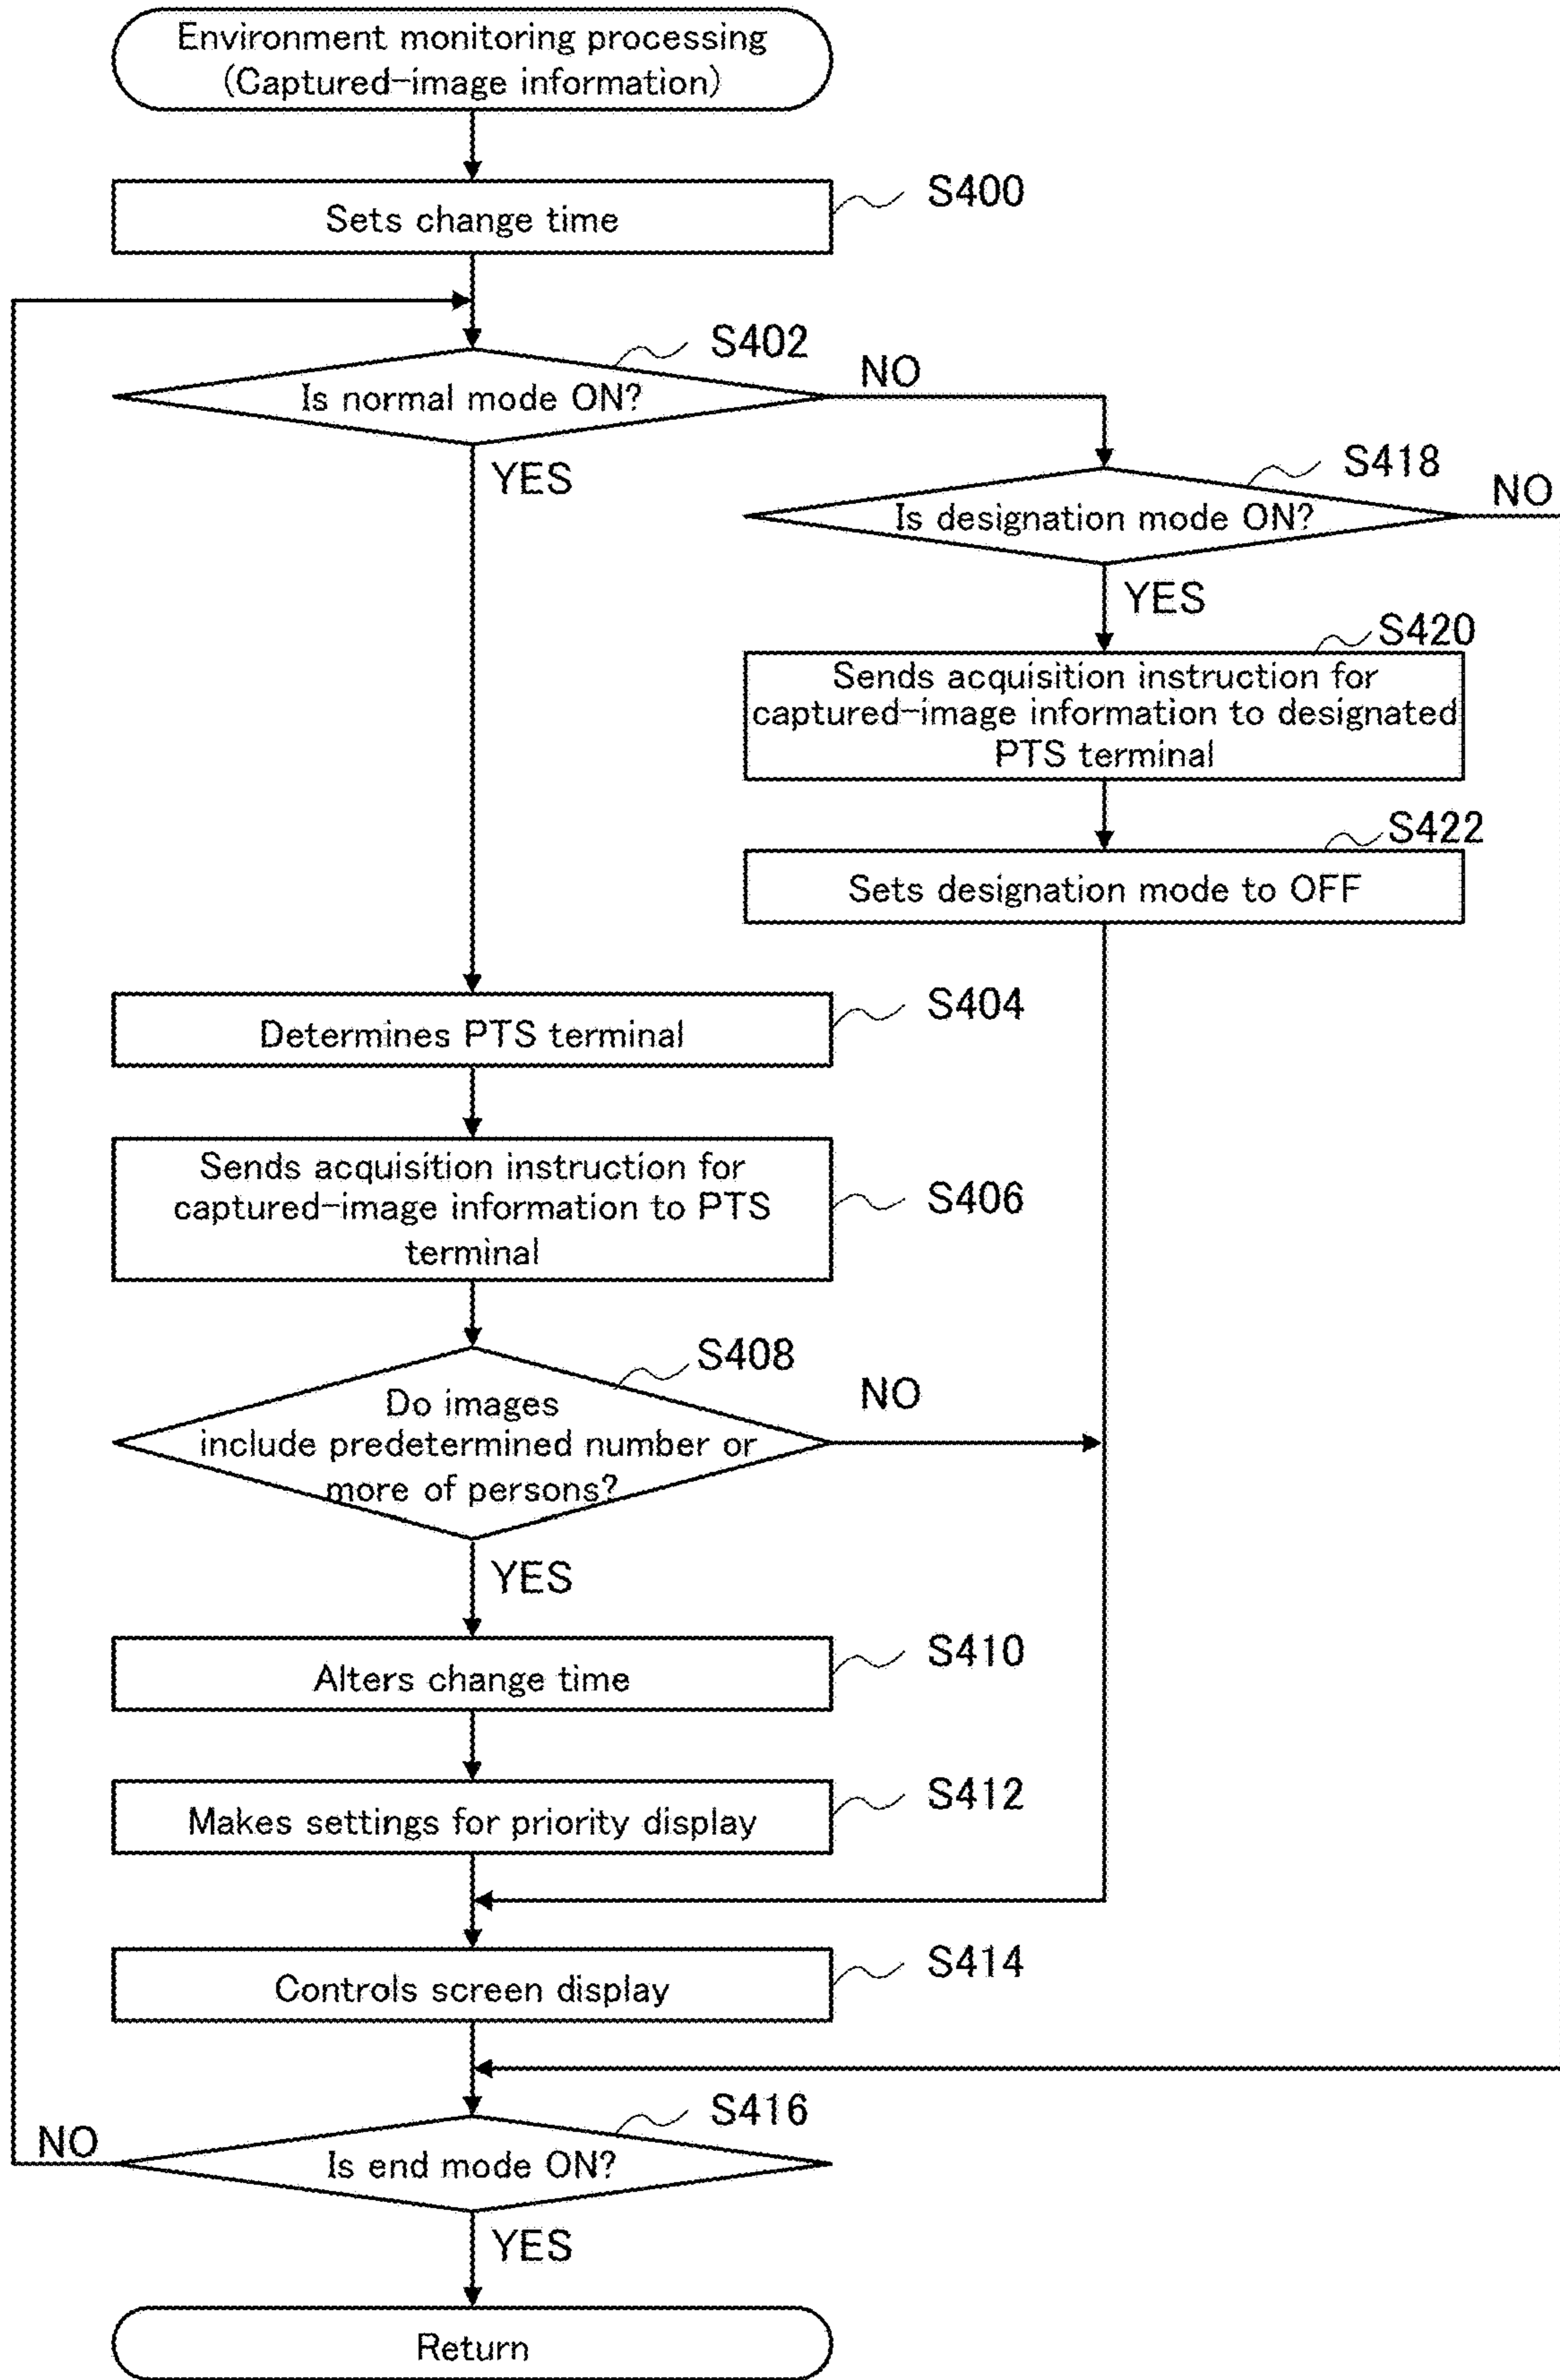 Environment monitoring processing
(Captured-image information)
S400
Sets change time
S402
Is normal mode ON?
NO
YES
S418
Is designation mode ON?
NO
YES
S420
Sends acquisition instruction for
captured-image information to designated
PTS terminal
S422
Sets designation mode to OFF
S404
Determines PTS terminal
Sends acquisition instruction for
captured-image information to PTS
terminal
S406
S408
Do images
include predetermined number or
more of persons?
NO
YES
S410
Alters change time
S412
Makes settings for priority display
S414
Controls screen display
S416
Is end mode ON?
NO
YES
Return